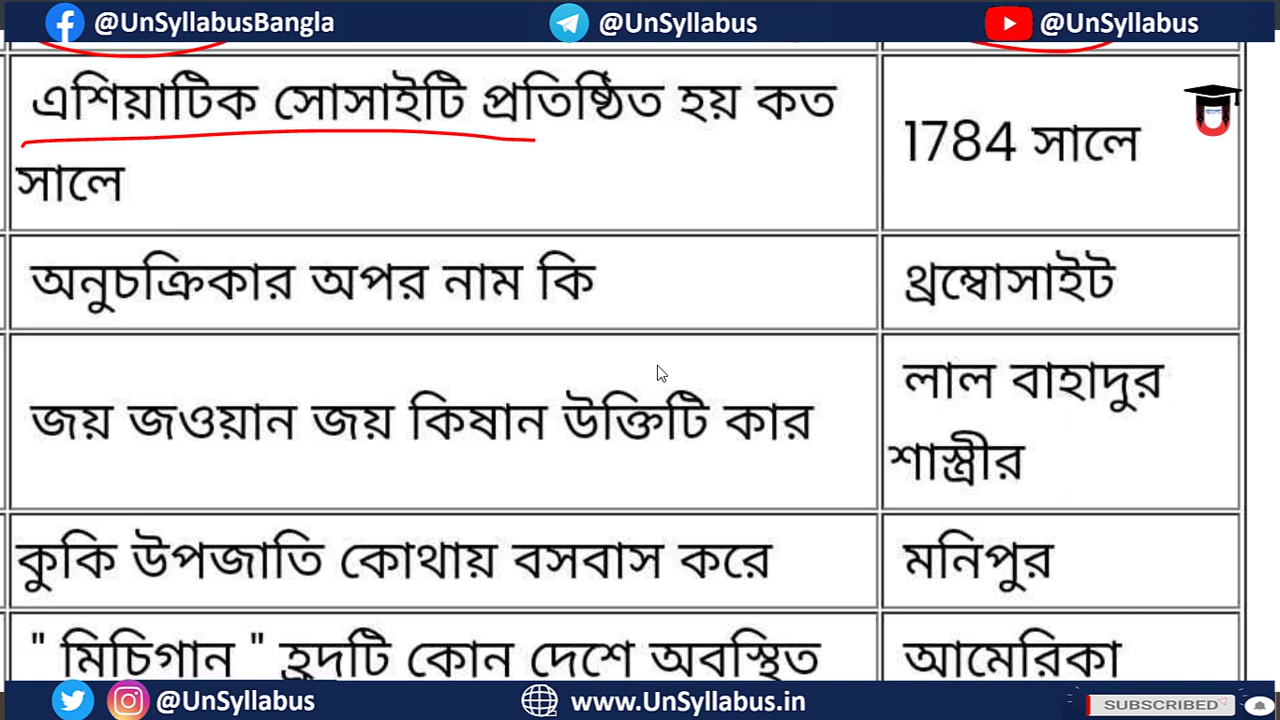 @UnSyllabusBangla @UnSyllabus @UnSyllabus
এশিয়াটিক সোসাইটি প্রতিষ্ঠিত হয় কত
সালে
1784 সালে
অনুচক্রিকার অপর নাম কি
থ্রম্বোসাইট
জয় জওয়ান জয় কিষান উক্তিটি কার
লাল বাহাদুর
শাস্ত্রীর
কুকি উপজাতি কোথায় বসবাস করে
মনিপুর
" মিচিগান " হ্রদটি কোন দেশে অবস্থিত
আমেরিকা
@UnSyllabus www.UnSyllabus.in SUBSCRIBED